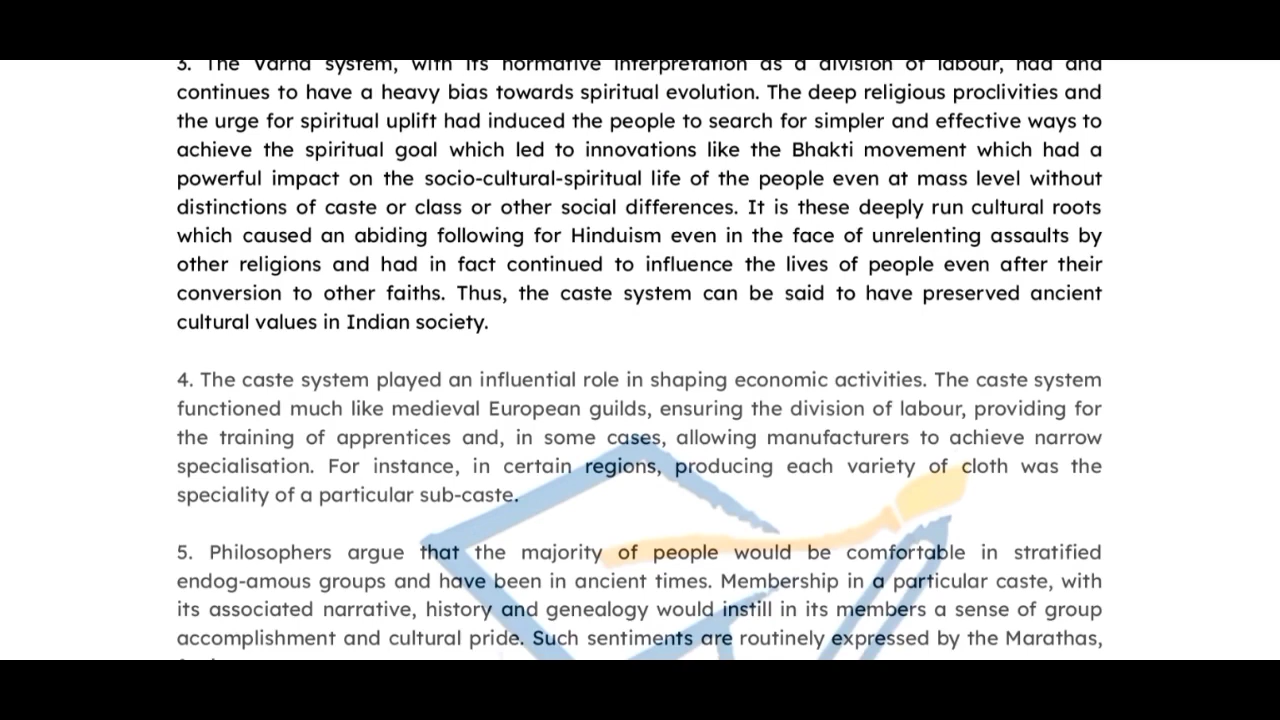 3. The Varna system, with its normative interpretation as a division of labour, had and
continues to have a heavy bias towards spiritual evolution. The deep religious proclivities and
the urge for spiritual uplift had induced the people to search for simpler and effective ways to
achieve the spiritual goal which led to innovations like the Bhakti movement which had a
powerful impact on the socio-cultural-spiritual life of the people even at mass level without
distinctions of caste or class or other social differences. It is these deeply run cultural roots
which caused an abiding following for Hinduism even in the face of unrelenting assaults by
other religions and had in fact continued to influence the lives of people even after their
conversion to other faiths. Thus, the caste system can be said to have preserved ancient
cultural values in Indian society.
4. The caste system played an influential role in shaping economic activities. The caste system
functioned much like medieval European guilds, ensuring the division of labour, providing for
the training of apprentices and, in some cases, allowing manufacturers to achieve narrow
specialisation. For instance, in certain regions, producing each variety of cloth was the
speciality of a particular sub-caste.
5. Philosophers argue that the majority of people would be comfortable in stratified
endog-amous groups and have been in ancient times. Membership in a particular caste, with
its associated narrative, history and genealogy would instill in its members a sense of group
accomplishment and cultural pride. Such sentiments are routinely expressed by the Marathas,